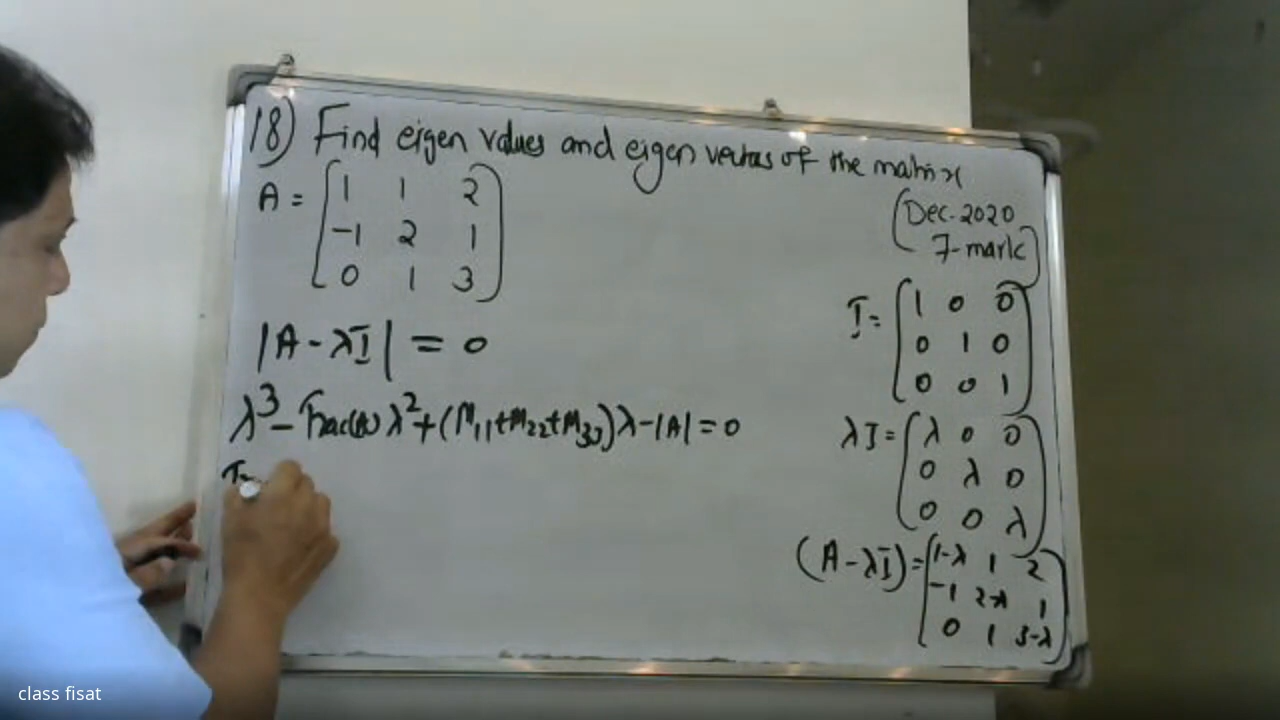 18) Find eigen values and eigen vectors of the matrix
(Dec. 2020
7-mark)
A = [1 1 2
-1 2 1
0 1 3]
|A - λI| = 0
λ³ - Trac(A) λ² + (M₁₁+M₂₂+M₃₃)λ - |A| = 0
I = [1 0 0
0 1 0
0 0 1]
λI = [λ 0 0
0 λ 0
0 0 λ]
(A - λI) = [1-λ 1 2
-1 2-λ 1
0 1 3-λ]
class fisat